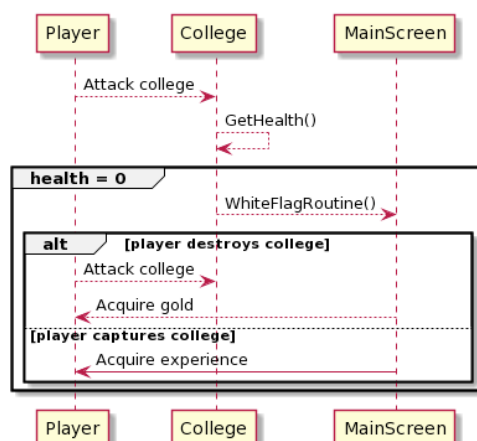 Player College MainScreen
Attack college
GetHealth()
health = 0
WhiteFlagRoutine()
alt [player destroys college]
Attack college
Acquire gold
[player captures college]
Acquire experience
Player College MainScreen